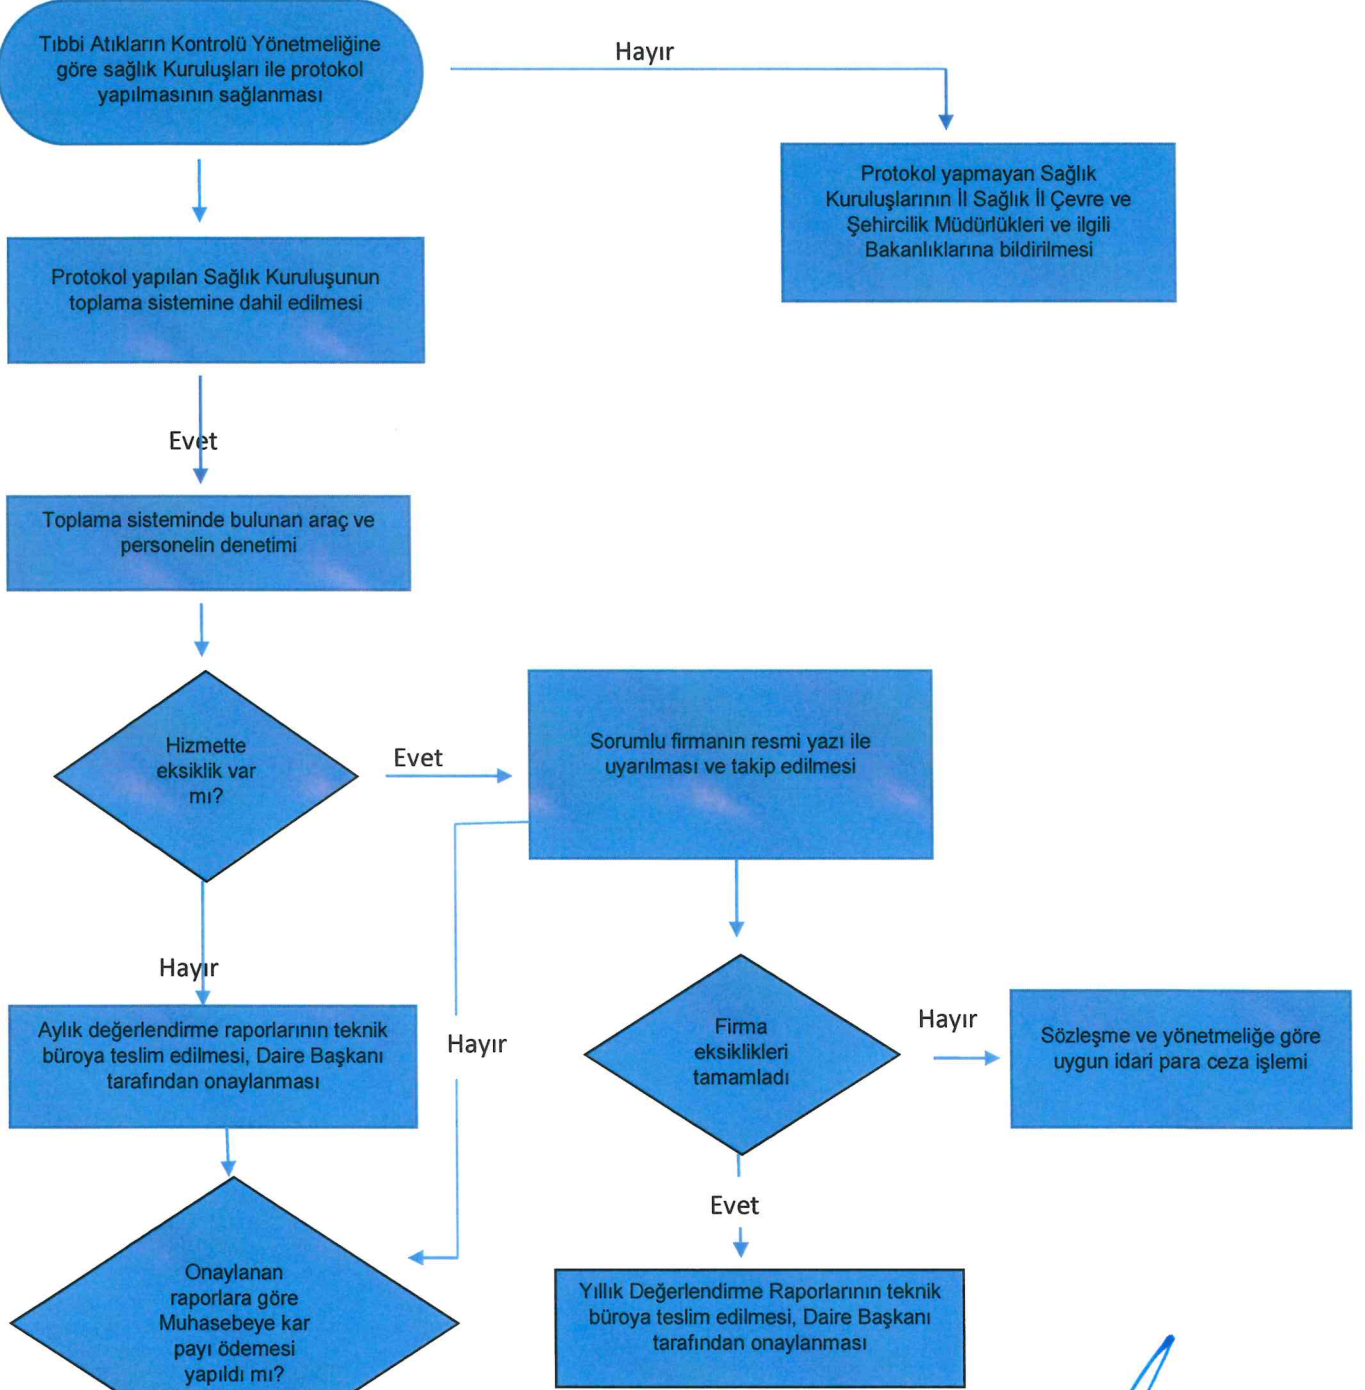 Tıbbi Atıkların Kontrolü Yönetmeliğine
göre sağlık Kuruluşları ile protokol
yapılmasının sağlanması
Hayır
Protokol yapmayan Sağlık
Kuruluşlarının İl Sağlık İl Çevre ve
Şehircilik Müdürlükleri ve ilgili
Bakanlıklarına bildirilmesi
Protokol yapılan Sağlık Kuruluşunun
toplama sistemine dahil edilmesi
Evet
Toplama sisteminde bulunan araç ve
personelin denetimi
Hizmette
eksiklik var
mı?
Evet
Sorumlu firmanın resmi yazı ile
uyarılması ve takip edilmesi
Hayır
Aylık değerlendirme raporlarının teknik
büroya teslim edilmesi, Daire Başkanı
tarafından onaylanması
Hayır
Firma
eksiklikleri
tamamladı
Hayır
Sözleşme ve yönetmeliğe göre
uygun idari para ceza işlemi
Evet
Onaylanan
raporlara göre
Muhasebeye kar
payı ödemesi
yapıldı mı?
Yıllık Değerlendirme Raporlarının teknik
büroya teslim edilmesi, Daire Başkanı
tarafından onaylanması